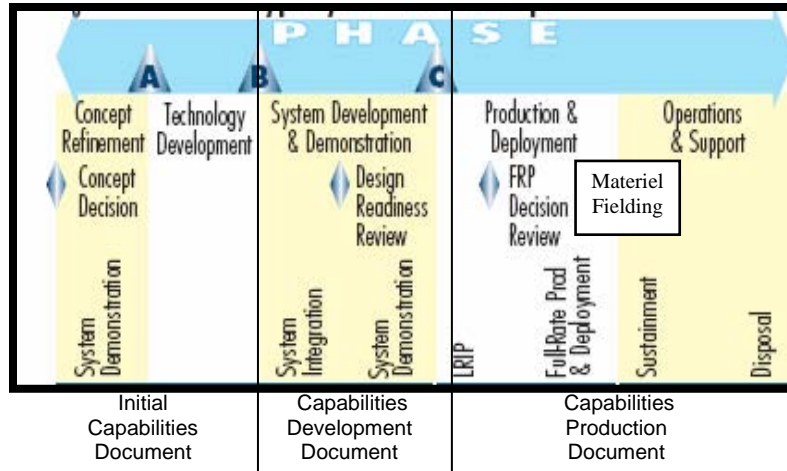 PHASE
A
B
C
Concept
Refinement
Technology
Development
System Development
& Demonstration
Production &
Deployment
Operations
& Support
Concept
Decision
Design
Readiness
Review
FRP
Decision
Review
Materiel
Fielding
System
Demonstration
System
Integration
System
Demonstration
LRIP
Full-Rate Prod
& Deployment
Sustainment
Disposal
Initial
Capabilities
Document
Capabilities
Development
Document
Capabilities
Production
Document